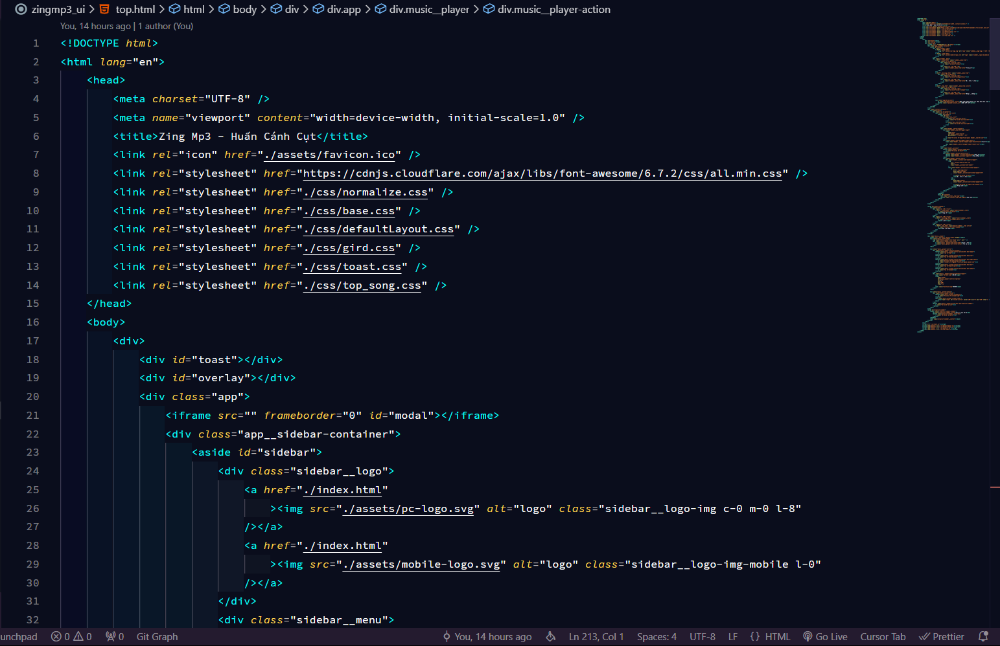 zingmp3_ui > top.html > html > body > div > div.app > div.music__player > div.music__player-action
You, 14 hours ago | 1 author (You)
1 <!DOCTYPE html>
2 <html lang="en">
3 <head>
4 <meta charset="UTF-8" />
5 <meta name="viewport" content="width=device-width, initial-scale=1.0" />
6 <title>Zing Mp3 - Huấn Cánh Cụt</title>
7 <link rel="icon" href="./assets/favicon.ico" />
8 <link rel="stylesheet" href="https://cdnjs.cloudflare.com/ajax/libs/font-awesome/6.7.2/css/all.min.css" />
9 <link rel="stylesheet" href="./css/normalize.css" />
10 <link rel="stylesheet" href="./css/base.css" />
11 <link rel="stylesheet" href="./css/defaultLayout.css" />
12 <link rel="stylesheet" href="./css/gird.css" />
13 <link rel="stylesheet" href="./css/toast.css" />
14 <link rel="stylesheet" href="./css/top_song.css" />
15 </head>
16 <body>
17 <div>
18 <div id="toast"></div>
19 <div id="overlay"></div>
20 <div class="app">
21 <iframe src="" frameborder="0" id="modal"></iframe>
22 <div class="app__sidebar-container">
23 <aside id="sidebar">
24 <div class="sidebar__logo">
25 <a href="./index.html"
26 ><img src="./assets/pc-logo.svg" alt="logo" class="sidebar__logo-img c-0 m-0 l-8"
27 /></a>
28 <a href="./index.html"
29 ><img src="./assets/mobile-logo.svg" alt="logo" class="sidebar__logo-img-mobile l-0"
30 /></a>
31 </div>
32 <div class="sidebar__menu">
unchpad 0 0 0 Git Graph You, 14 hours ago Ln 213, Col 1 Spaces: 4 UTF-8 LF {} HTML Go Live Cursor Tab Prettier